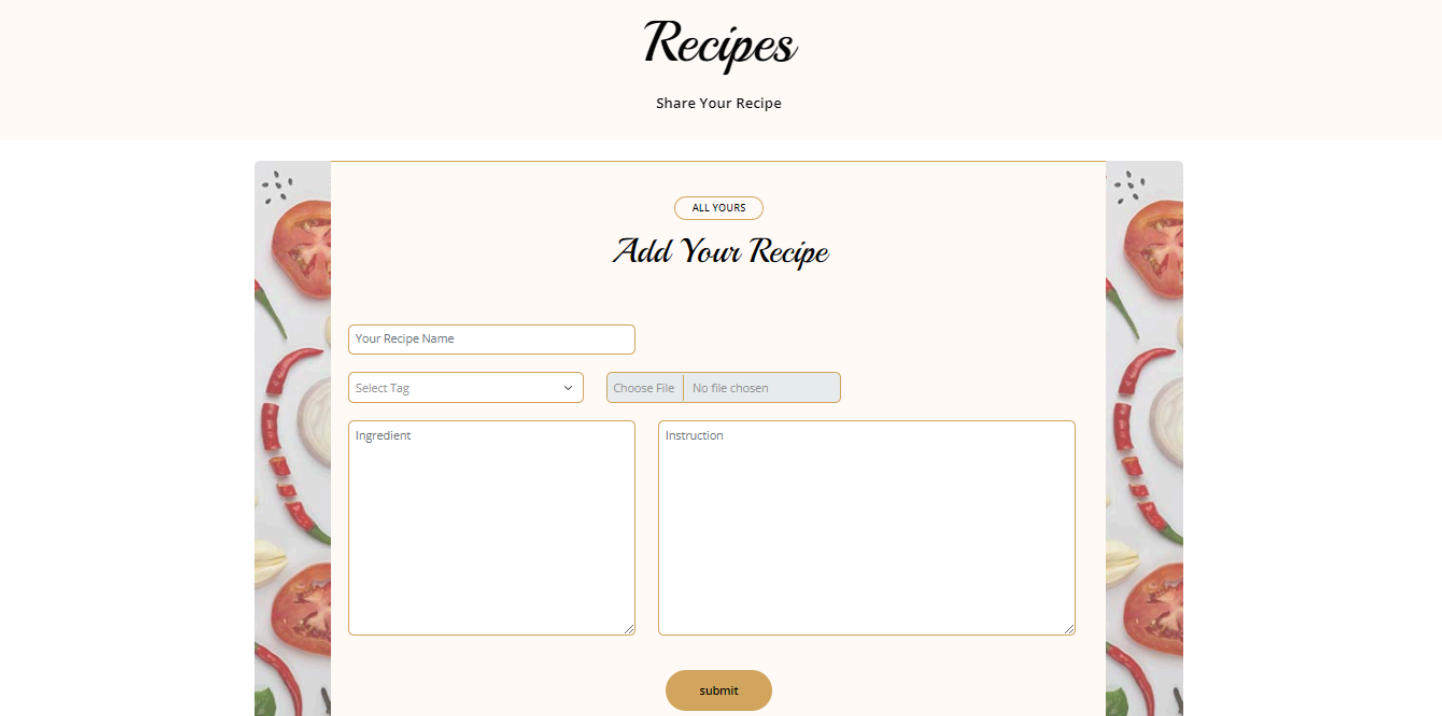 Recipes
Share Your Recipe
ALL YOURS
Add Your Recipe
Your Recipe Name
Select Tag
Choose File No file chosen
Ingredient
Instruction
submit